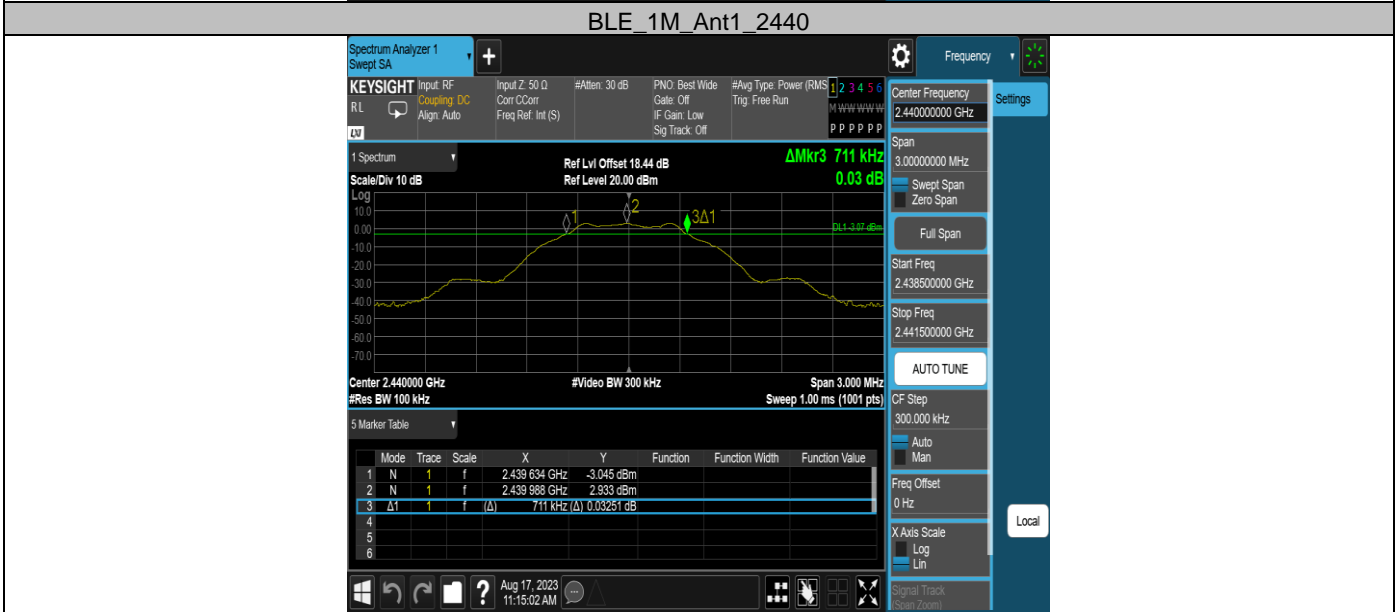 BLE_1M_Ant1_2440
Spectrum Analyzer 1
Swept SA
+
Frequency
KEYSIGHT
RL
LXI
Input: RF
Coupling: DC
Align: Auto
Input Z: 50 Ω
Corr CCorr
Freq Ref: Int (S)
#Atten: 30 dB
PNO: Best Wide
Gate: Off
IF Gain: Low
Sig Track: Off
#Avg Type: Power (RMS
Trig: Free Run
1 2 3 4 5 6
M W W W W W
P P P P P P
Center Frequency
2.440000000 GHz
Settings
Span
3.00000000 MHz
Swept Span
Zero Span
Full Span
Start Freq
2.438500000 GHz
Stop Freq
2.441500000 GHz
AUTO TUNE
CF Step
300.000 kHz
Auto
Man
Freq Offset
0 Hz
X Axis Scale
Log
Lin
Signal Track
(Span Zoom)
Local
1 Spectrum
Scale/Div 10 dB
Ref Lvl Offset 18.44 dB
Ref Level 20.00 dBm
ΔMkr3 711 kHz
0.03 dB
Log
10.0
0.00
-10.0
-20.0
-30.0
-40.0
-50.0
-60.0
-70.0
1
2
3Δ1
DL1 -3.07 dBm
Center 2.440000 GHz
#Video BW 300 kHz
Span 3.000 MHz
#Res BW 100 kHz
Sweep 1.00 ms (1001 pts)
5 Marker Table
Mode Trace Scale X Y Function Function Width Function Value
1 N 1 f 2.439 634 GHz -3.045 dBm
2 N 1 f 2.439 988 GHz 2.933 dBm
3 Δ1 1 f (Δ) 711 kHz (Δ) 0.03251 dB
4
5
6
?
Aug 17, 2023
11:15:02 AM